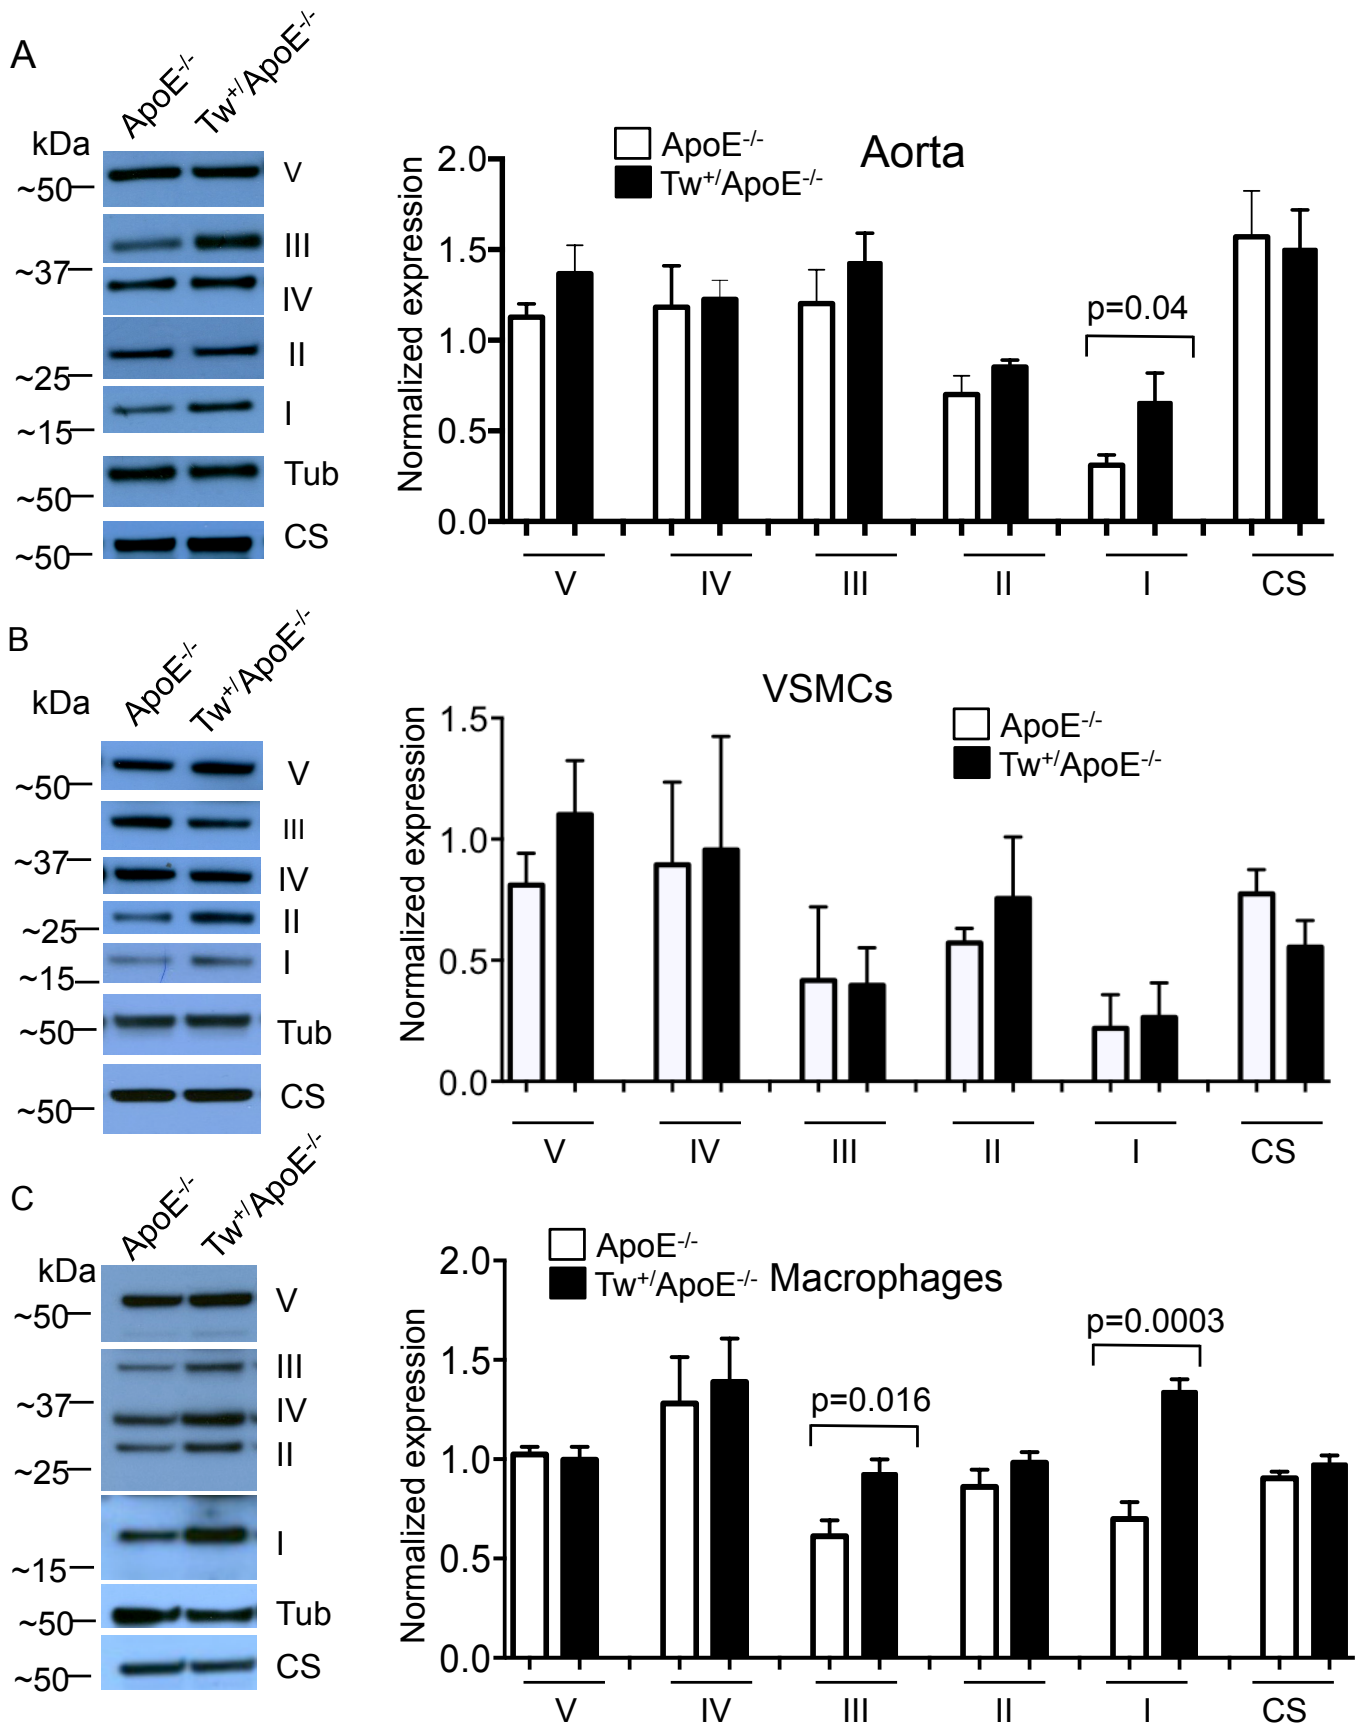 A
ApoE-/-
Tw+/ApoE-/-
kDa
~50
V
III
~37
IV
II
~25
I
~15
Tub
~50
CS
~50
ApoE-/-
Tw+/ApoE-/-
Aorta
Normalized expression
2.0
1.5
1.0
0.5
0.0
p=0.04
V IV III II I CS
B
ApoE-/-
Tw+/ApoE-/-
kDa
V
~50
III
~37
IV
II
~25
I
~15
~50
Tub
CS
~50
VSMCs
ApoE-/-
Tw+/ApoE-/-
Normalized expression
1.5
1.0
0.5
0.0
V IV III II I CS
C
ApoE-/-
Tw+/ApoE-/-
kDa
V
~50
III
~37
IV
II
~25
I
~15
Tub
~50
CS
~50
ApoE-/-
Tw+/ApoE-/-
Macrophages
Normalized expression
2.0
1.5
1.0
0.5
0.0
p=0.016
p=0.0003
V IV III II I CS